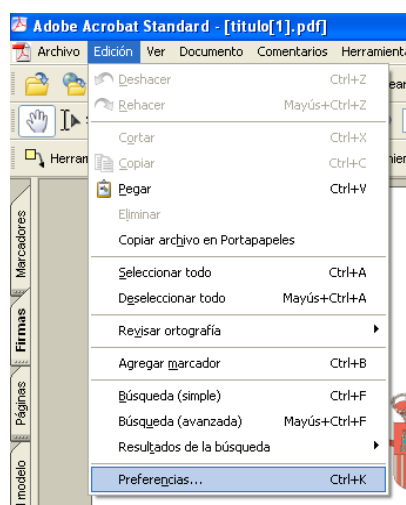 Adobe Acrobat Standard - [titulo[1].pdf]
Archivo Edición Ver Documento Comentarios Herramienta
Deshacer Ctrl+Z
Rehacer Mayús+Ctrl+Z
Cortar Ctrl+X
Herram
Copiar Ctrl+C
Pegar Ctrl+V
Eliminar
Copiar archivo en Portapapeles
Seleccionar todo Ctrl+A
Deseleccionar todo Mayús+Ctrl+A
Revisar ortografía
Agregar marcador Ctrl+B
Búsqueda (simple) Ctrl+F
Búsqueda (avanzada) Mayús+Ctrl+F
Resultados de la búsqueda
Preferencias... Ctrl+K
Marcadores
Firmas
Páginas
l modelo